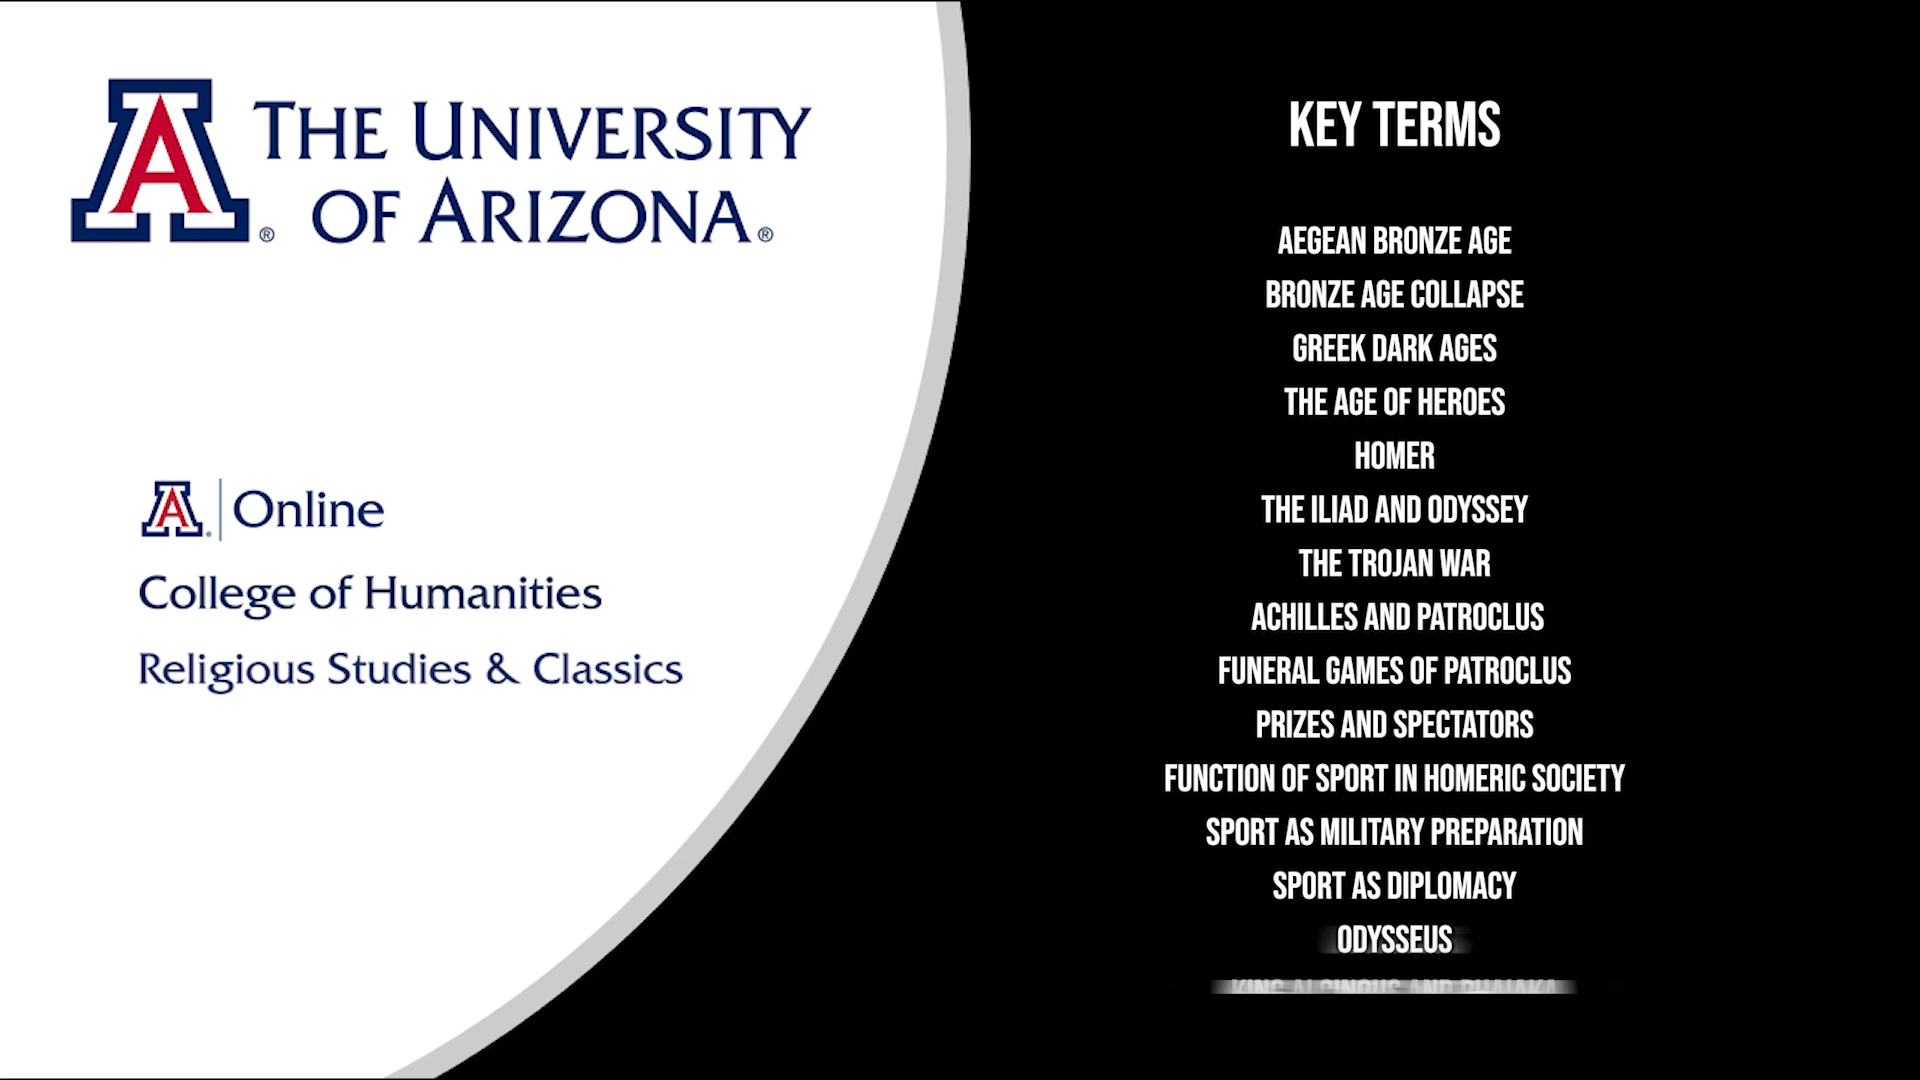 THE UNIVERSITY
OF ARIZONA®
A®
A® Online
College of Humanities
Religious Studies & Classics
KEY TERMS
AEGEAN BRONZE AGE
BRONZE AGE COLLAPSE
GREEK DARK AGES
THE AGE OF HEROES
HOMER
THE ILIAD AND ODYSSEY
THE TROJAN WAR
ACHILLES AND PATROCLUS
FUNERAL GAMES OF PATROCLUS
PRIZES AND SPECTATORS
FUNCTION OF SPORT IN HOMERIC SOCIETY
SPORT AS MILITARY PREPARATION
SPORT AS DIPLOMACY
ODYSSEUS
KING ALCINOUS AND